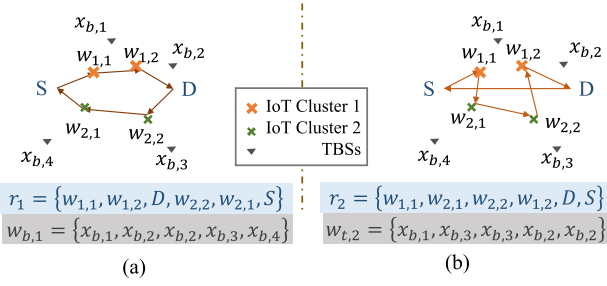 x_{b,1}
w_{1,1} w_{1,2} x_{b,2}
S D
w_{2,1} w_{2,2}
x_{b,4} x_{b,3}
r_1 = {w_{1,1}, w_{1,2}, D, w_{2,2}, w_{2,1}, S}
w_{b,1} = {x_{b,1}, x_{b,2}, x_{b,2}, x_{b,3}, x_{b,4}}
(a)
IoT Cluster 1
IoT Cluster 2
TBSs
x_{b,1}
w_{1,1} w_{1,2} x_{b,2}
S D
w_{2,1} w_{2,2}
x_{b,4} x_{b,3}
r_2 = {w_{1,1}, w_{2,1}, w_{2,2}, w_{1,2}, D, S}
w_{t,2} = {x_{b,1}, x_{b,3}, x_{b,3}, x_{b,2}, x_{b,2}}
(b)